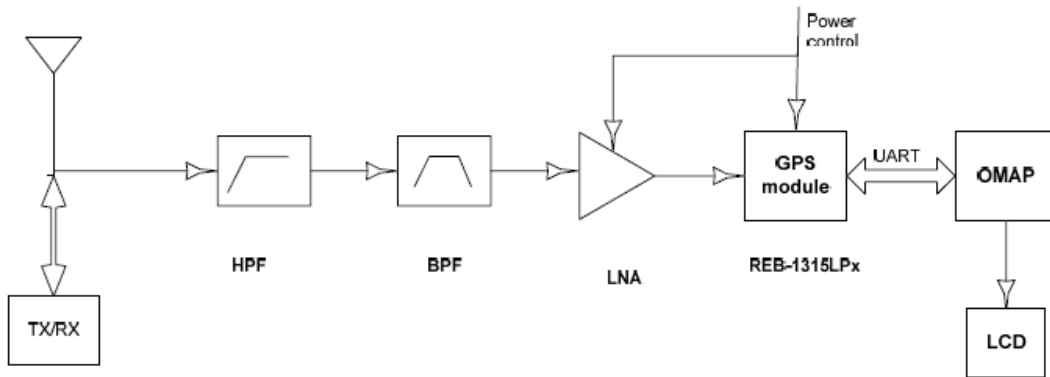 Power
control
UART
GPS
module
OMAP
HPF
BPF
LNA
REB-1315LPx
TX/RX
LCD